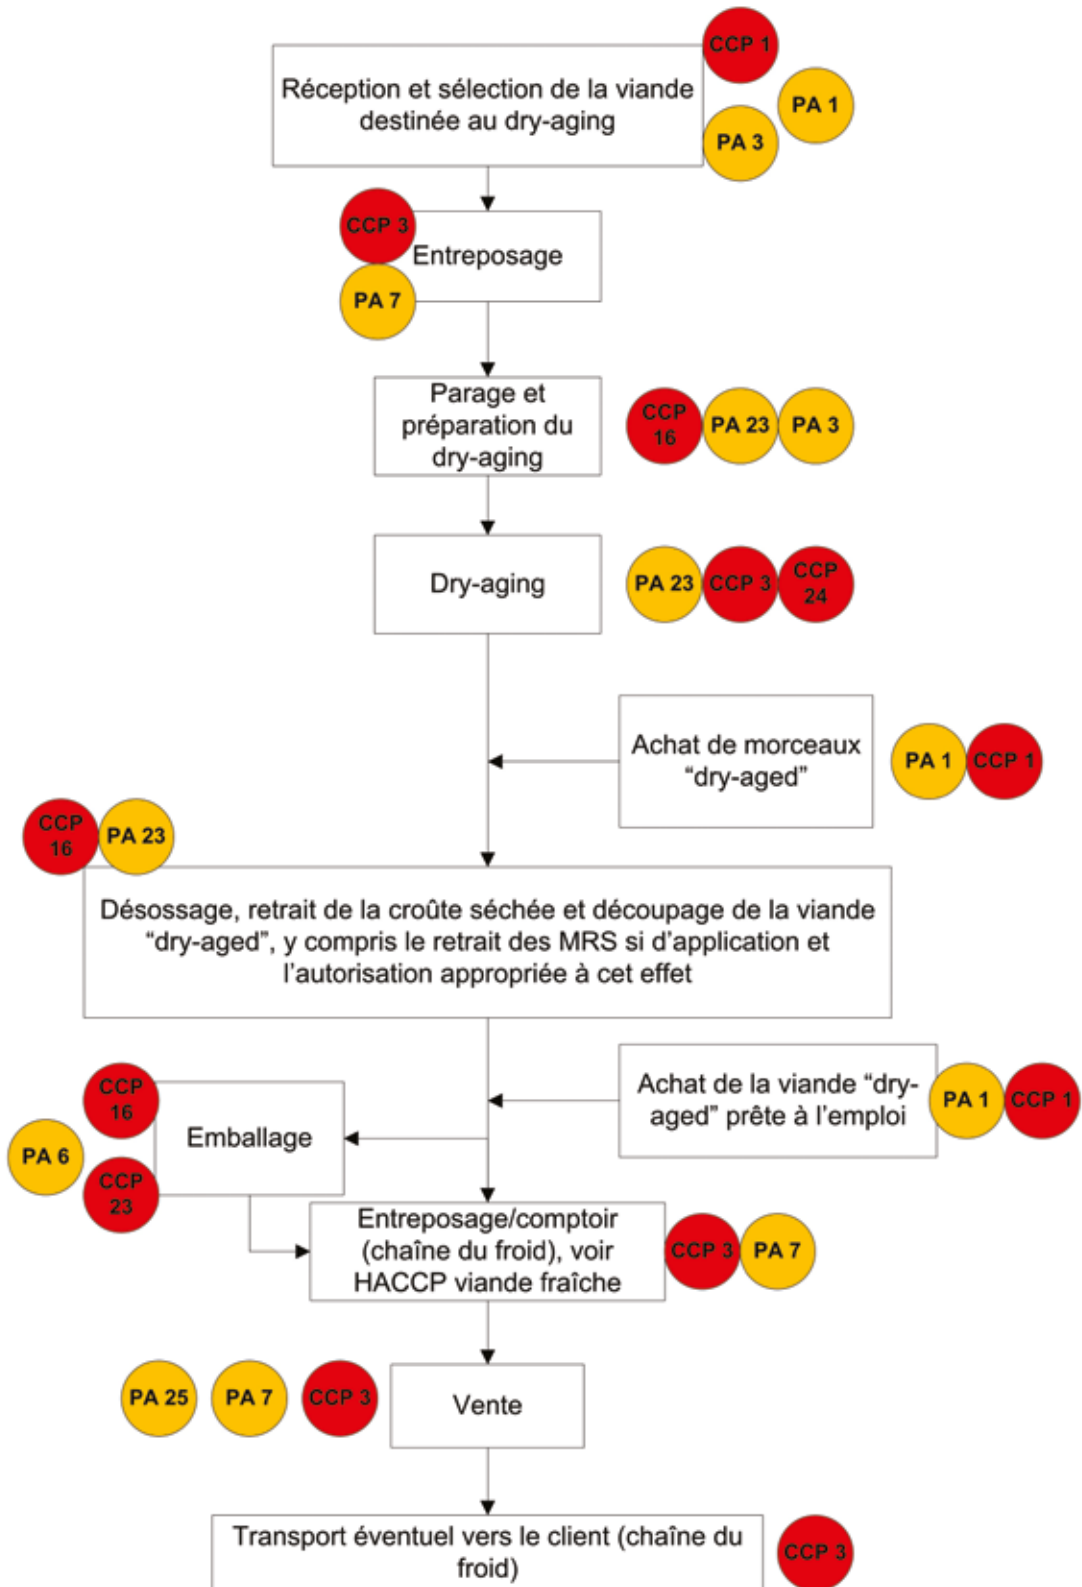 CCP 1
Réception et sélection de la viande
destinée au dry-aging
PA 1
PA 3
CCP 3
Entreposage
PA 7
Parage et
préparation du
dry-aging
CCP
16
PA 23
PA 3
Dry-aging
PA 23
CCP 3
CCP
24
Achat de morceaux
“dry-aged”
PA 1
CCP 1
CCP
16
PA 23
Désossage, retrait de la croûte séchée et découpage de la viande
“dry-aged”, y compris le retrait des MRS si d’application et
l’autorisation appropriée à cet effet
Achat de la viande “dry-
aged” prête à l’emploi
PA 1
CCP 1
CCP
16
Emballage
PA 6
CCP
23
Entreposage/comptoir
(chaîne du froid), voir
HACCP viande fraîche
CCP 3
PA 7
PA 25
PA 7
CCP 3
Vente
Transport éventuel vers le client (chaîne du
froid)
CCP 3